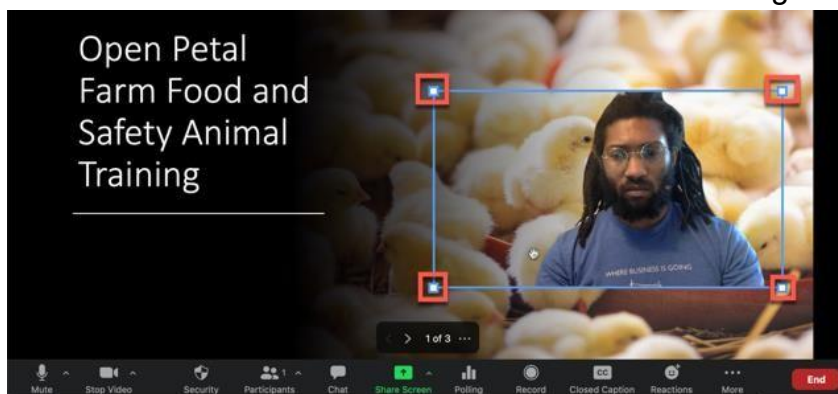 Open Petal
Farm Food and
Safety Animal
Training
WHERE BUSINESS IS GOING
1 of 3 ···
1
CC
Mute
Stop Video
Security
Participants
Chat
Share Screen
Polling
Record
Closed Caption
Reactions
More
End